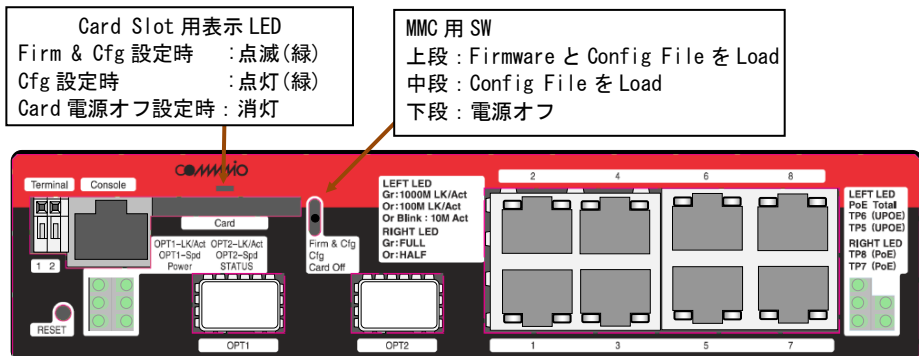 Card Slot 用表示 LED
Firm & Cfg 設定時　:点滅(緑)
Cfg 設定時　:点灯(緑)
Card 電源オフ設定時：消灯
MMC 用 SW
上段：Firmware と Config File を Load
中段：Config File を Load
下段：電源オフ
commio
Terminal
Console
Card
1 2
OPT1-LK/Act OPT2-LK/Act
OPT1-Spd OPT2-Spd
Power STATUS
Firm & Cfg
Cfg
Card Off
LEFT LED
Gr:1000M LK/Act
Or:100M LK/Act
Or Blink : 10M Act
RIGHT LED
Gr:FULL
Or:HALF
2 4 6 8
LEFT LED
PoE Total
TP6 (UPOE)
TP5 (UPOE)
RIGHT LED
TP8 (PoE)
TP7 (PoE)
RESET
OPT1
OPT2
1 3 5 7